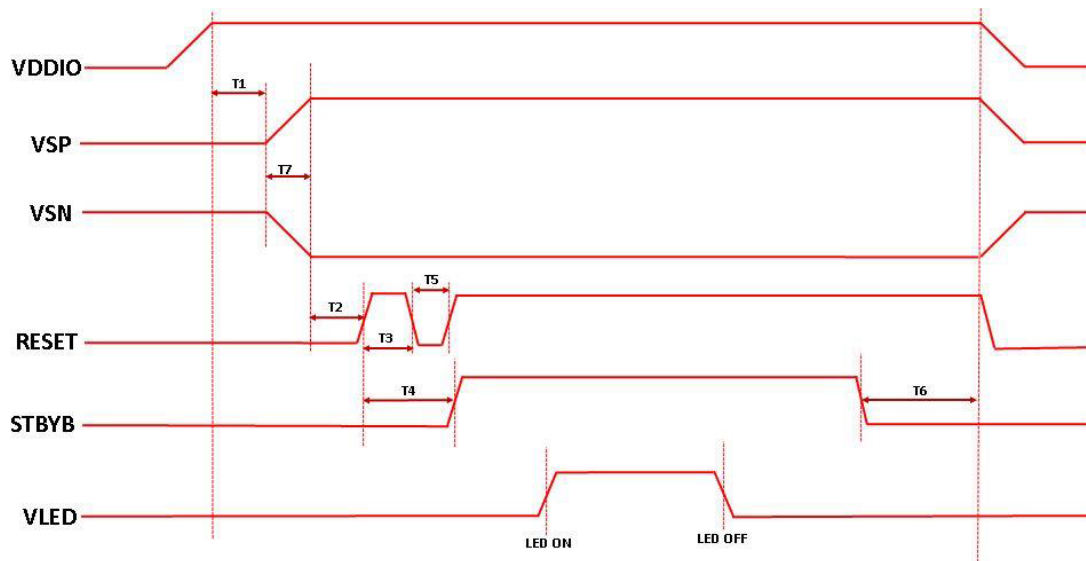 VDDIO
T1
VSP
T7
VSN
T5
T2
RESET
T3
T4
T6
STBYB
VLED
LED ON
LED OFF